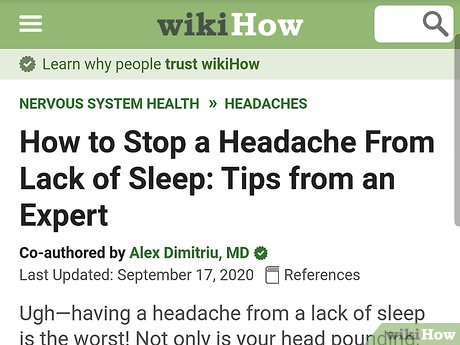 wikiHow
Learn why people trust wikiHow
NERVOUS SYSTEM HEALTH » HEADACHES
How to Stop a Headache From
Lack of Sleep: Tips from an
Expert
Co-authored by Alex Dimitriu, MD
Last Updated: September 17, 2020 References
Ugh—having a headache from a lack of sleep
is the worst! Not only is your head pounding,
wikiHow